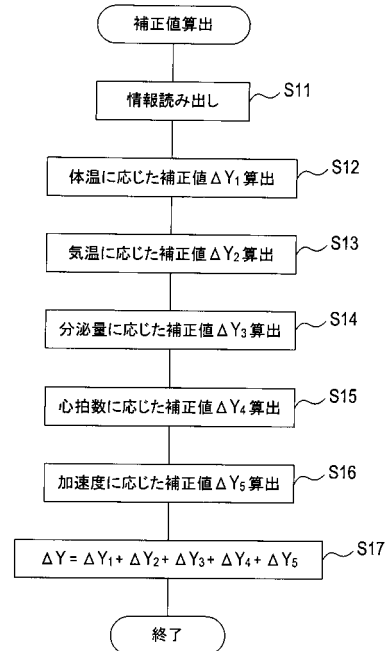 補正値算出
情報読み出し
S11
体温に応じた補正値ΔY₁算出
S12
気温に応じた補正値ΔY₂算出
S13
分泌量に応じた補正値ΔY₃算出
S14
心拍数に応じた補正値ΔY₄算出
S15
加速度に応じた補正値ΔY₅算出
S16
ΔY = ΔY₁ + ΔY₂ + ΔY₃ + ΔY₄ + ΔY₅
S17
終了